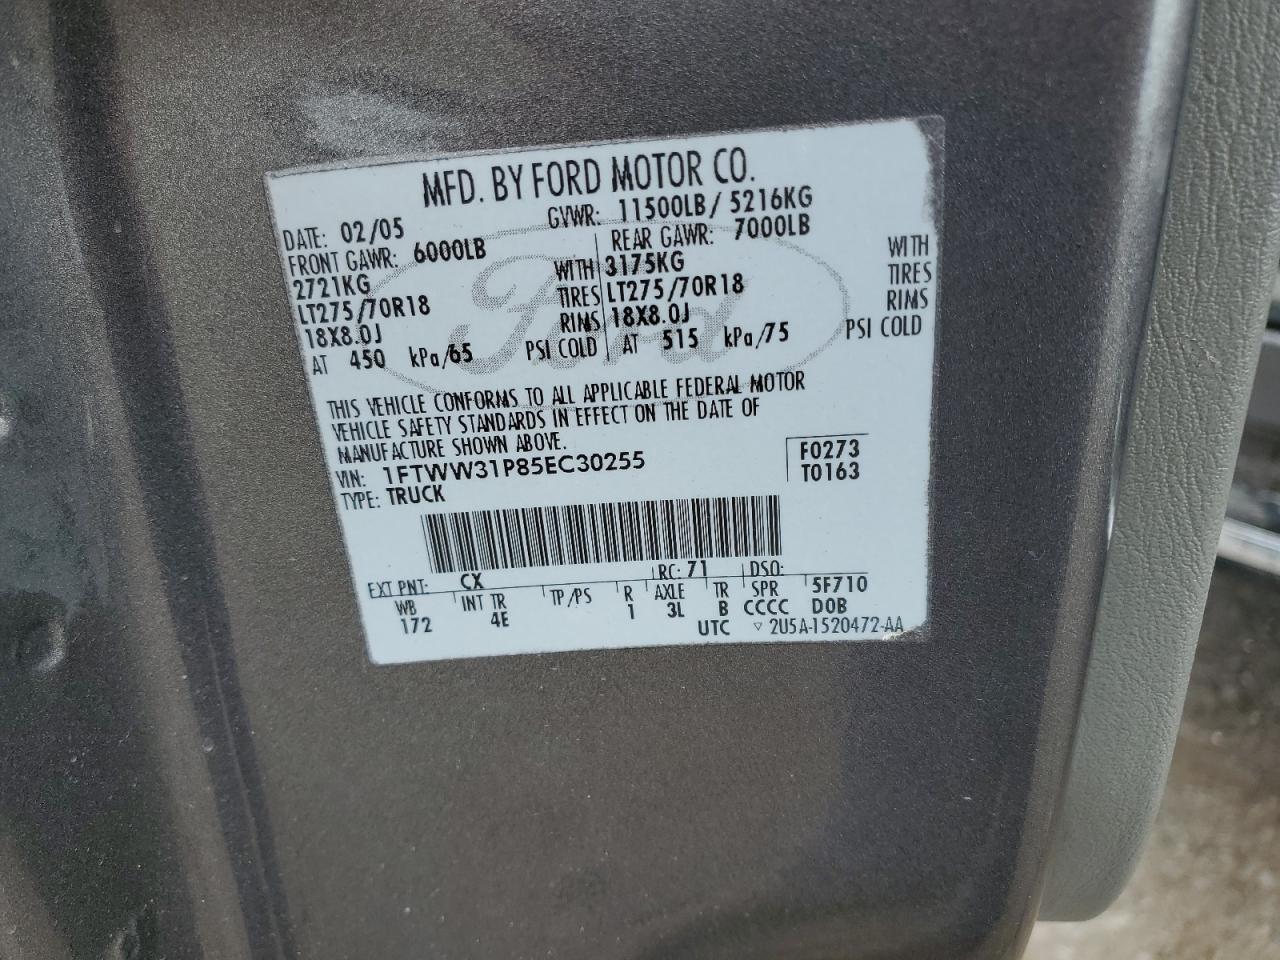 MFD. BY FORD MOTOR CO.
DATE: 02/05 GVWR: 11500LB / 5216KG
FRONT GAWR: 6000LB REAR GAWR: 7000LB
2721KG WITH 3175KG WITH
LT275/70R18 TIRES LT275/70R18 TIRES
18X8.0J RIMS 18X8.0J RIMS
AT 450 kPa/65 PSI COLD AT 515 kPa/75 PSI COLD
Ford
THIS VEHICLE CONFORMS TO ALL APPLICABLE FEDERAL MOTOR
VEHICLE SAFETY STANDARDS IN EFFECT ON THE DATE OF
MANUFACTURE SHOWN ABOVE.
VIN: 1FTWW31P85EC30255 F0273
TYPE: TRUCK T0163
EXT PNT: CX RC: 71 DSO:
WB INT TR TP/PS R AXLE TR SPR 5F710
172 4E 1 3L B CCCC DOB
UTC ▽ 2U5A-1520472-AA